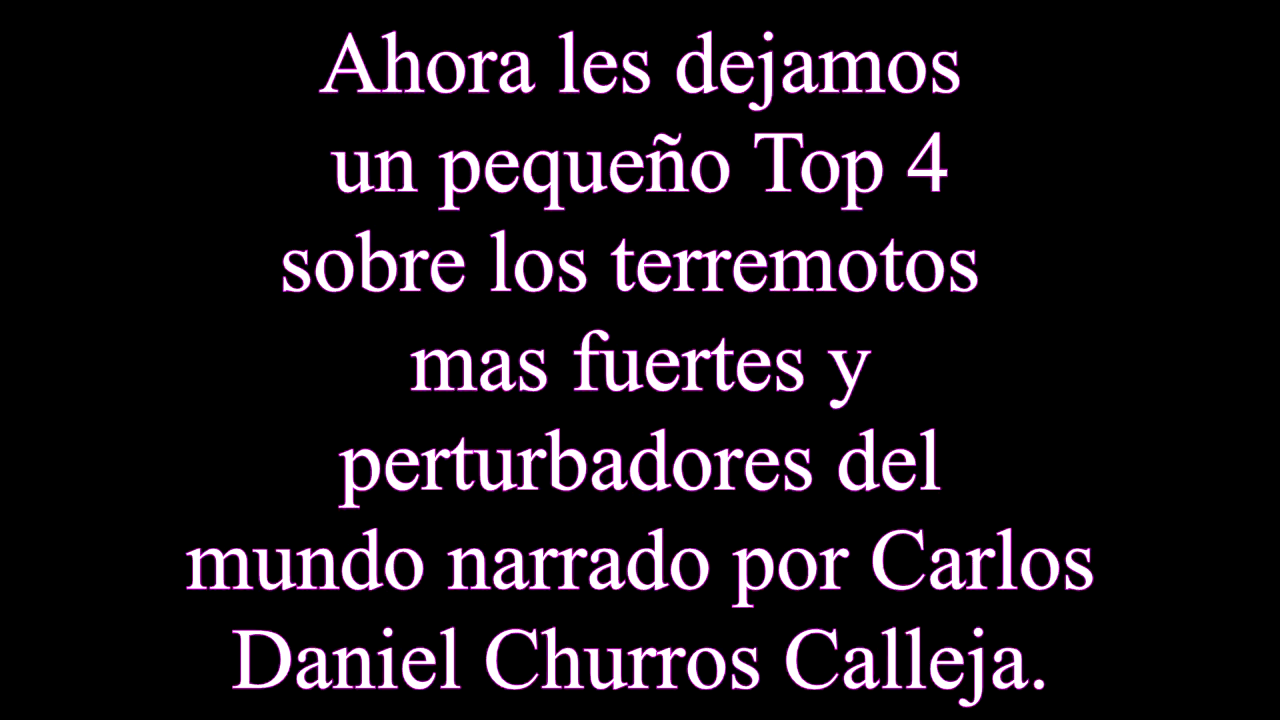 Ahora les dejamos
un pequeño Top 4
sobre los terremotos
mas fuertes y
perturbadores del
mundo narrado por Carlos
Daniel Churros Calleja.